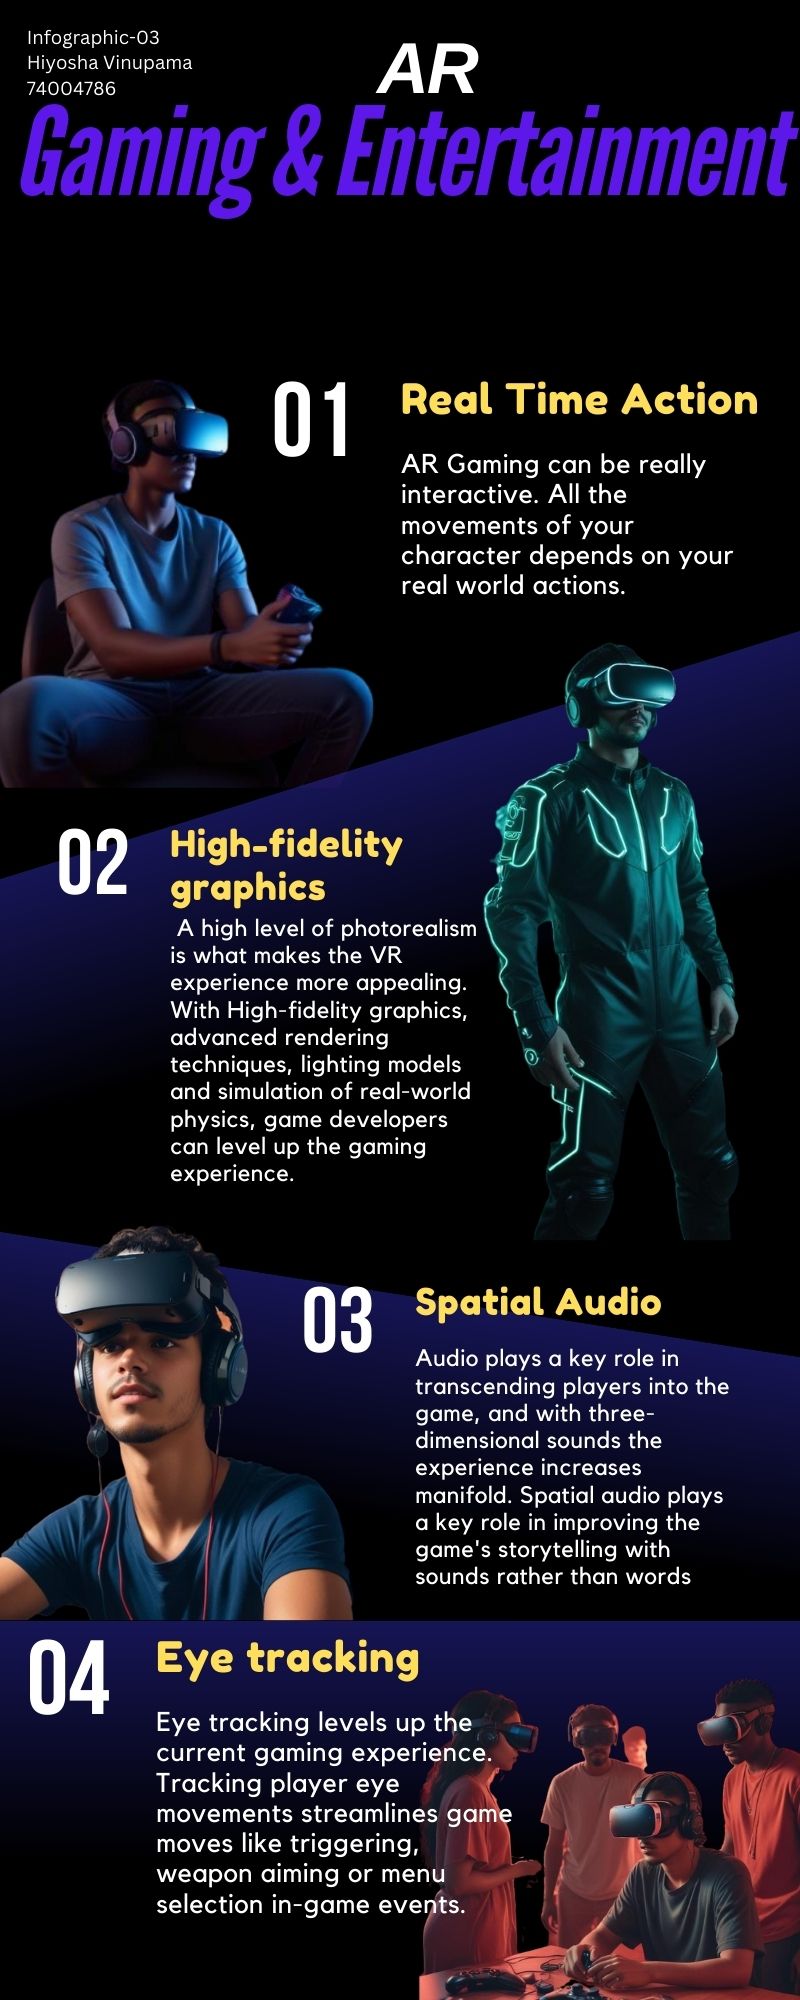 Infographic-03
Hiyosha Vinupama
74004786
AR
Gaming & Entertainment
01
Real Time Action
AR Gaming can be really
interactive. All the
movements of your
character depends on your
real world actions.
02
High-fidelity
graphics
A high level of photorealism
is what makes the VR
experience more appealing.
With High-fidelity graphics,
advanced rendering
techniques, lighting models
and simulation of real-world
physics, game developers
can level up the gaming
experience.
03
Spatial Audio
Audio plays a key role in
transcending players into the
game, and with three-
dimensional sounds the
experience increases
manifold. Spatial audio plays
a key role in improving the
game's storytelling with
sounds rather than words
04
Eye tracking
Eye tracking levels up the
current gaming experience.
Tracking player eye
movements streamlines game
moves like triggering,
weapon aiming or menu
selection in-game events.